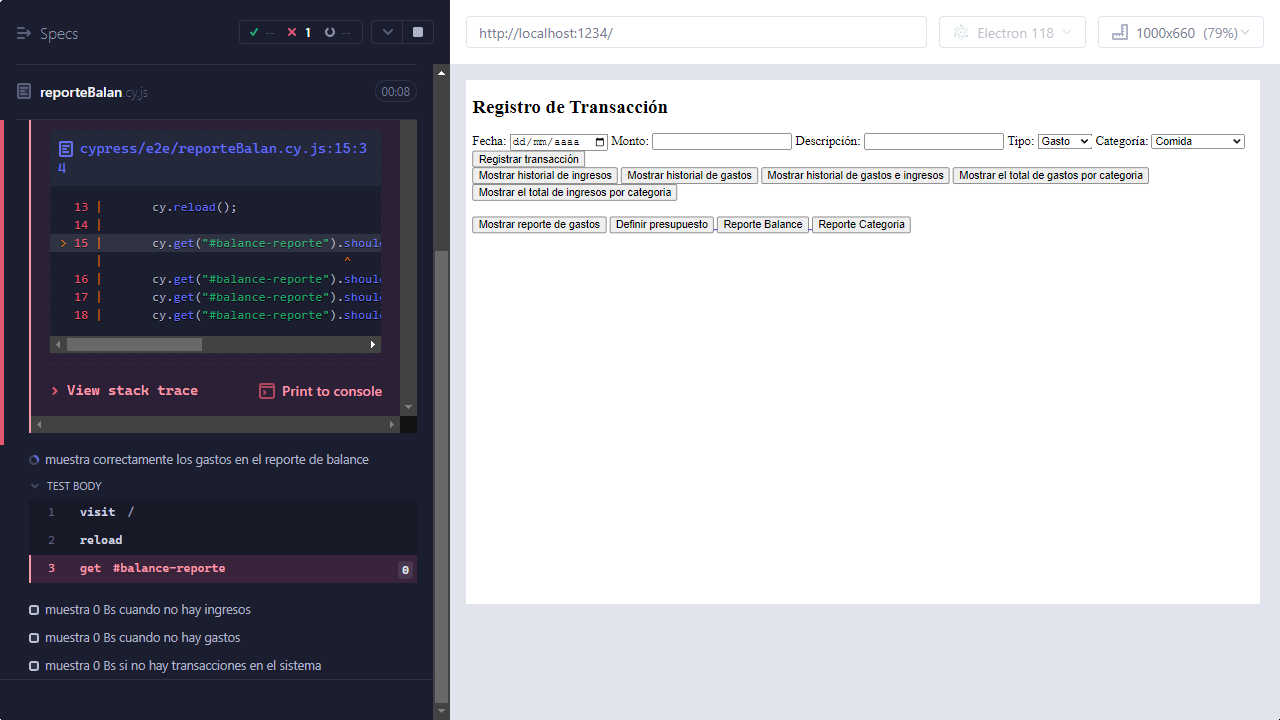 Specs
--
1
--
reporteBalan.cy.js
00:08
cypress/e2e/reporteBalan.cy.js:15:3
4
13 | cy.reload();
14 |
> 15 | cy.get("#balance-reporte").shoul
| ^
16 | cy.get("#balance-reporte").shoul
17 | cy.get("#balance-reporte").shoul
18 | cy.get("#balance-reporte").shoul
> View stack trace
Print to console
muestra correctamente los gastos en el reporte de balance
TEST BODY
1 visit /
2 reload
3 get #balance-reporte 0
muestra 0 Bs cuando no hay ingresos
muestra 0 Bs cuando no hay gastos
muestra 0 Bs si no hay transacciones en el sistema
http://localhost:1234/
Electron 118
1000x660 (79%)
Registro de Transacción
Fecha: dd/mm/aaaa Monto: Descripción: Tipo: Gasto Categoría: Comida
Registrar transacción
Mostrar historial de ingresos Mostrar historial de gastos Mostrar historial de gastos e ingresos Mostrar el total de gastos por categoria
Mostrar el total de ingresos por categoria
Mostrar reporte de gastos Definir presupuesto Reporte Balance Reporte Categoria